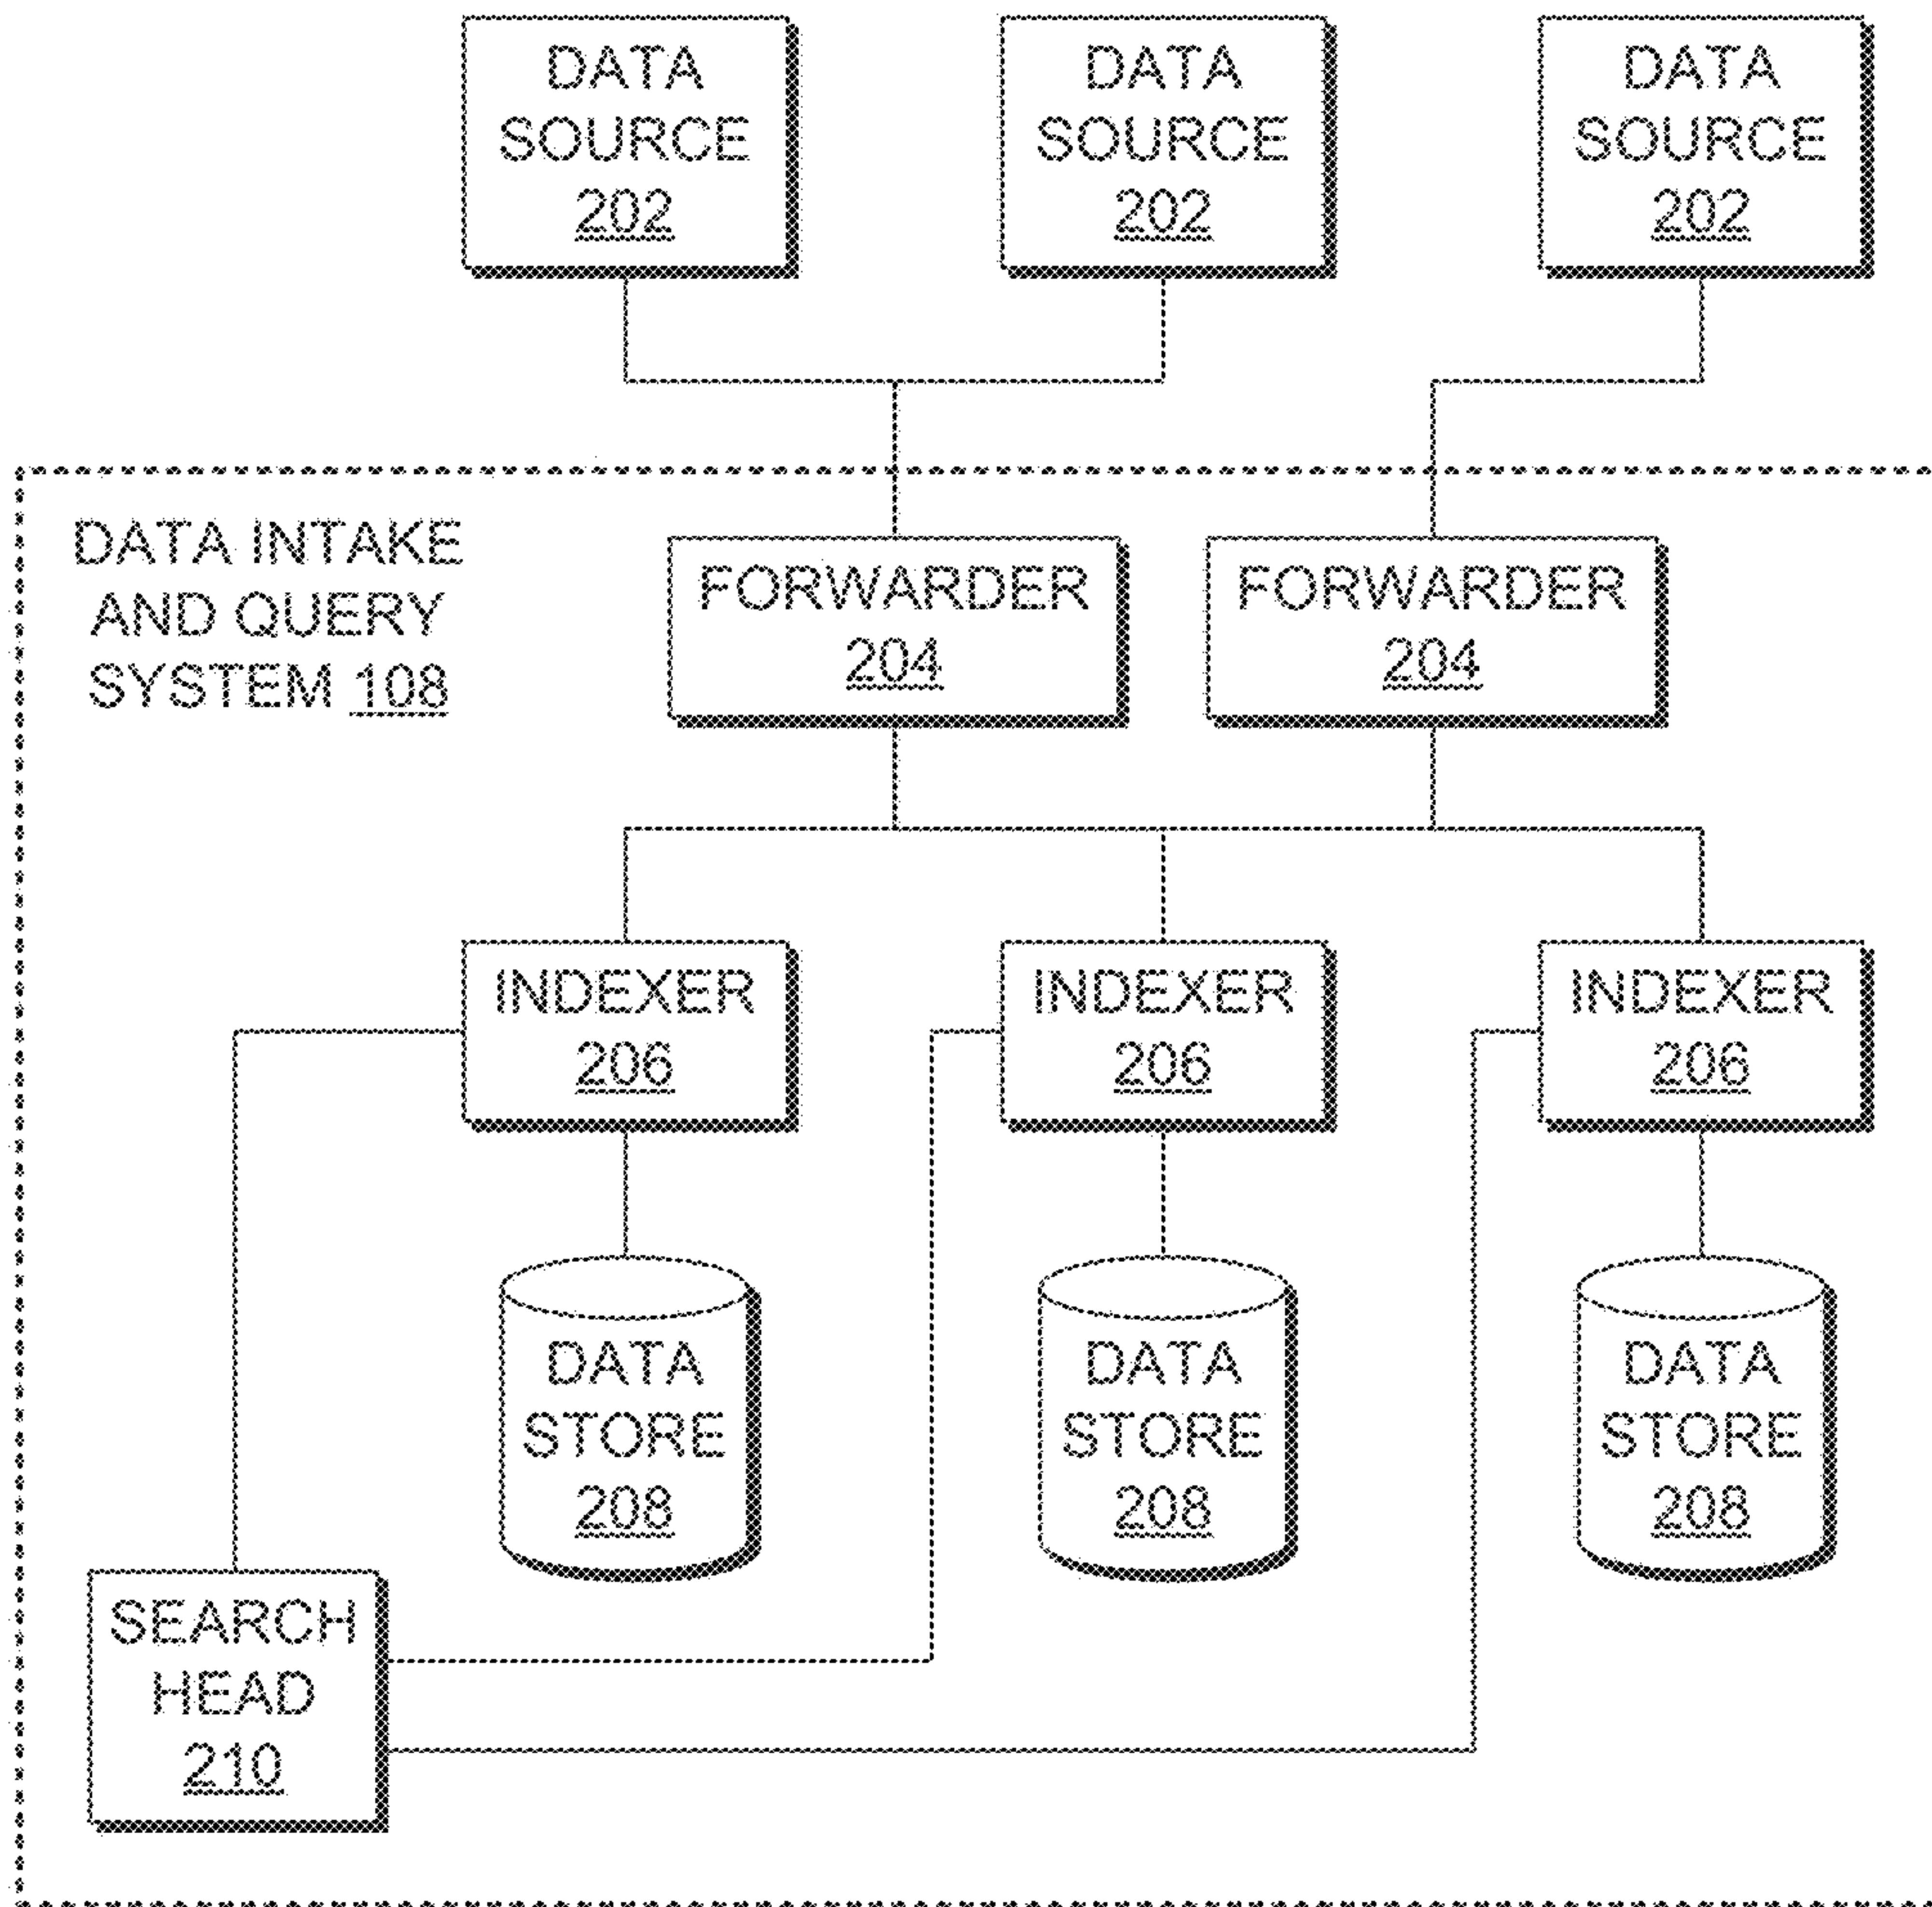 DATA
SOURCE
202
DATA
SOURCE
202
DATA
SOURCE
202
DATA INTAKE
AND QUERY
SYSTEM 108
FORWARDER
204
FORWARDER
204
INDEXER
206
INDEXER
206
INDEXER
206
DATA
STORE
208
DATA
STORE
208
DATA
STORE
208
SEARCH
HEAD
210